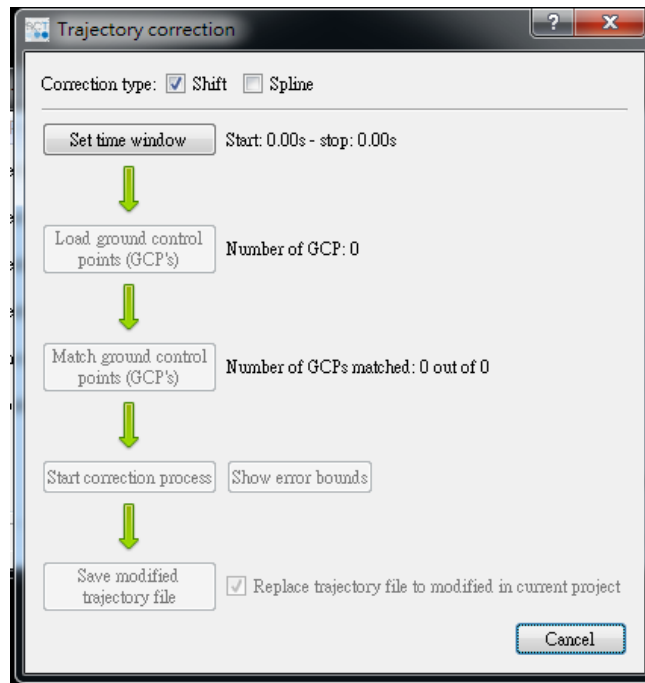 Trajectory correction
Correction type: Shift Spline
Set time window Start: 0.00s - stop: 0.00s
Load ground control
points (GCP's)
Number of GCP: 0
Match ground control
points (GCP's)
Number of GCPs matched: 0 out of 0
Start correction process Show error bounds
Save modified
trajectory file
Replace trajectory file to modified in current project
Cancel